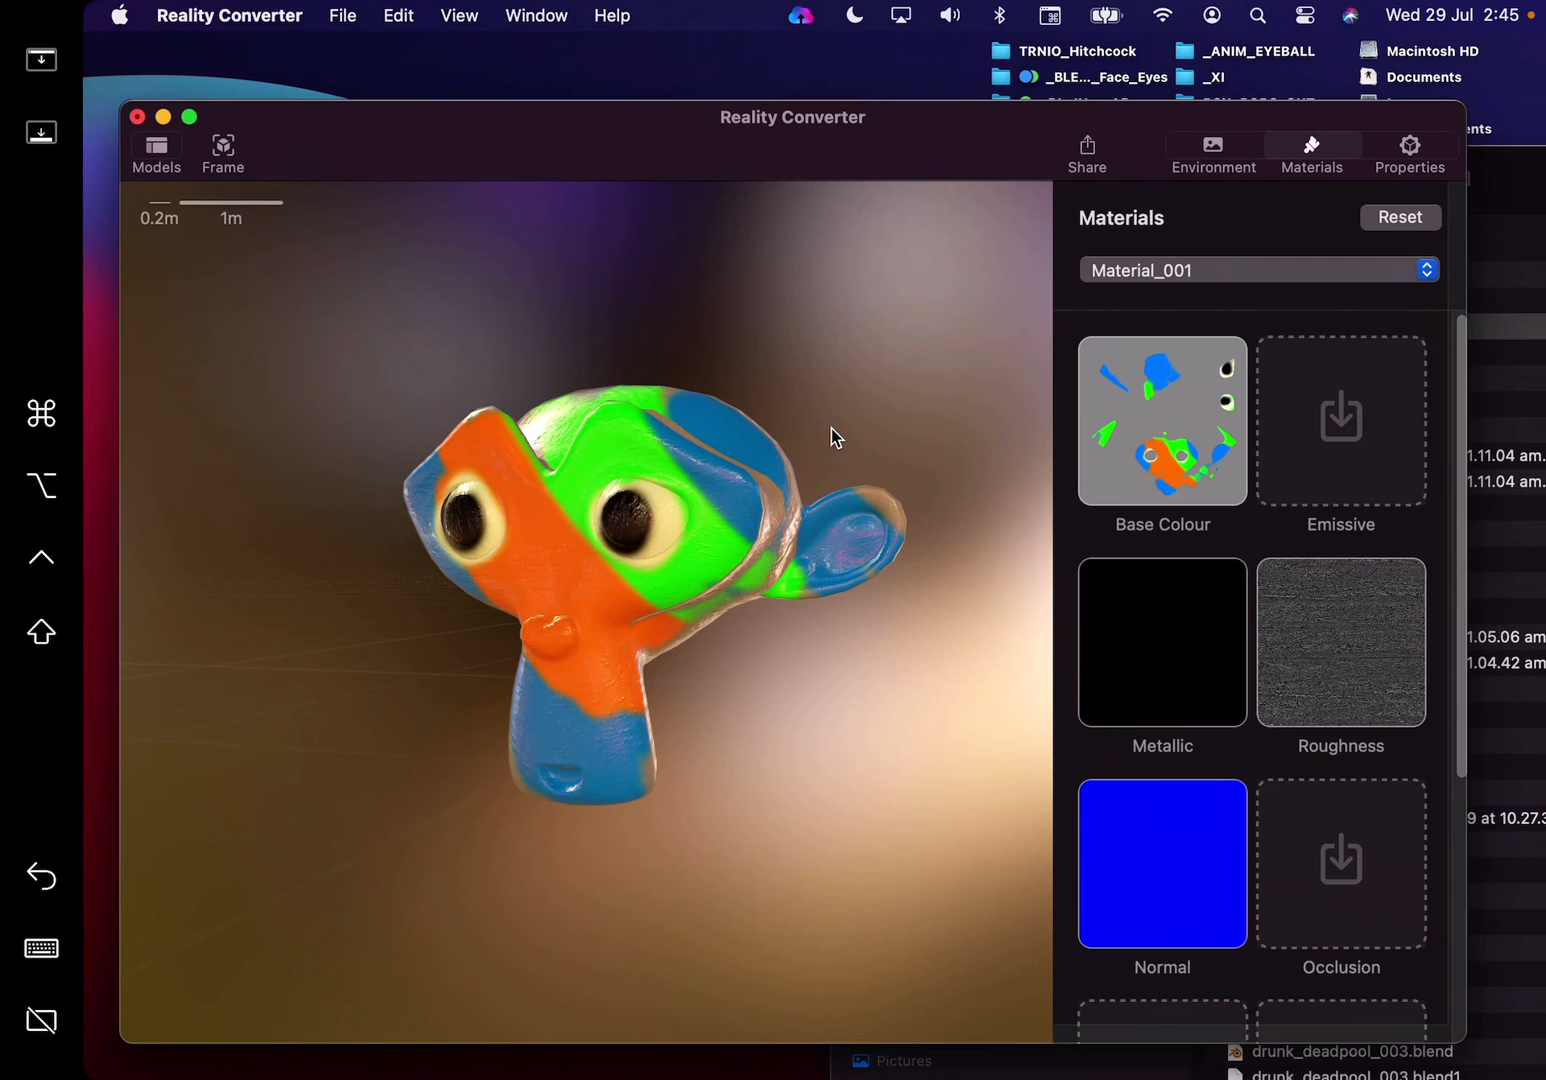 Reality Converter File Edit View Window Help Wed 29 Jul 2:45
TRNIO_Hitchcock _ANIM_EYEBALL Macintosh HD
_BLE..._Face_Eyes _XI Documents
Reality Converter
ents
Models Frame Share Environment Materials Properties
0.2m 1m
Materials Reset
Material_001
1.11.04 am.
1.11.04 am.
Base Colour Emissive
1.05.06 am
1.04.42 am
Metallic Roughness
9 at 10.27.3
Normal Occlusion
Pictures drunk_deadpool_003.blend
drunk_deadpool_003.blend1